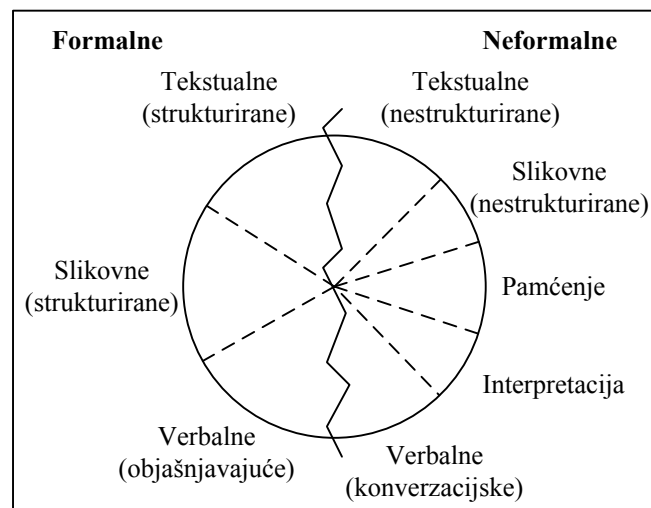 Formalne
Neformalne
Tekstualne
(strukturirane)
Tekstualne
(nestrukturirane)
Slikovne
(nestrukturirane)
Slikovne
(strukturirane)
Pamćenje
Interpretacija
Verbalne
(objašnjavajuće)
Verbalne
(konverzacijske)